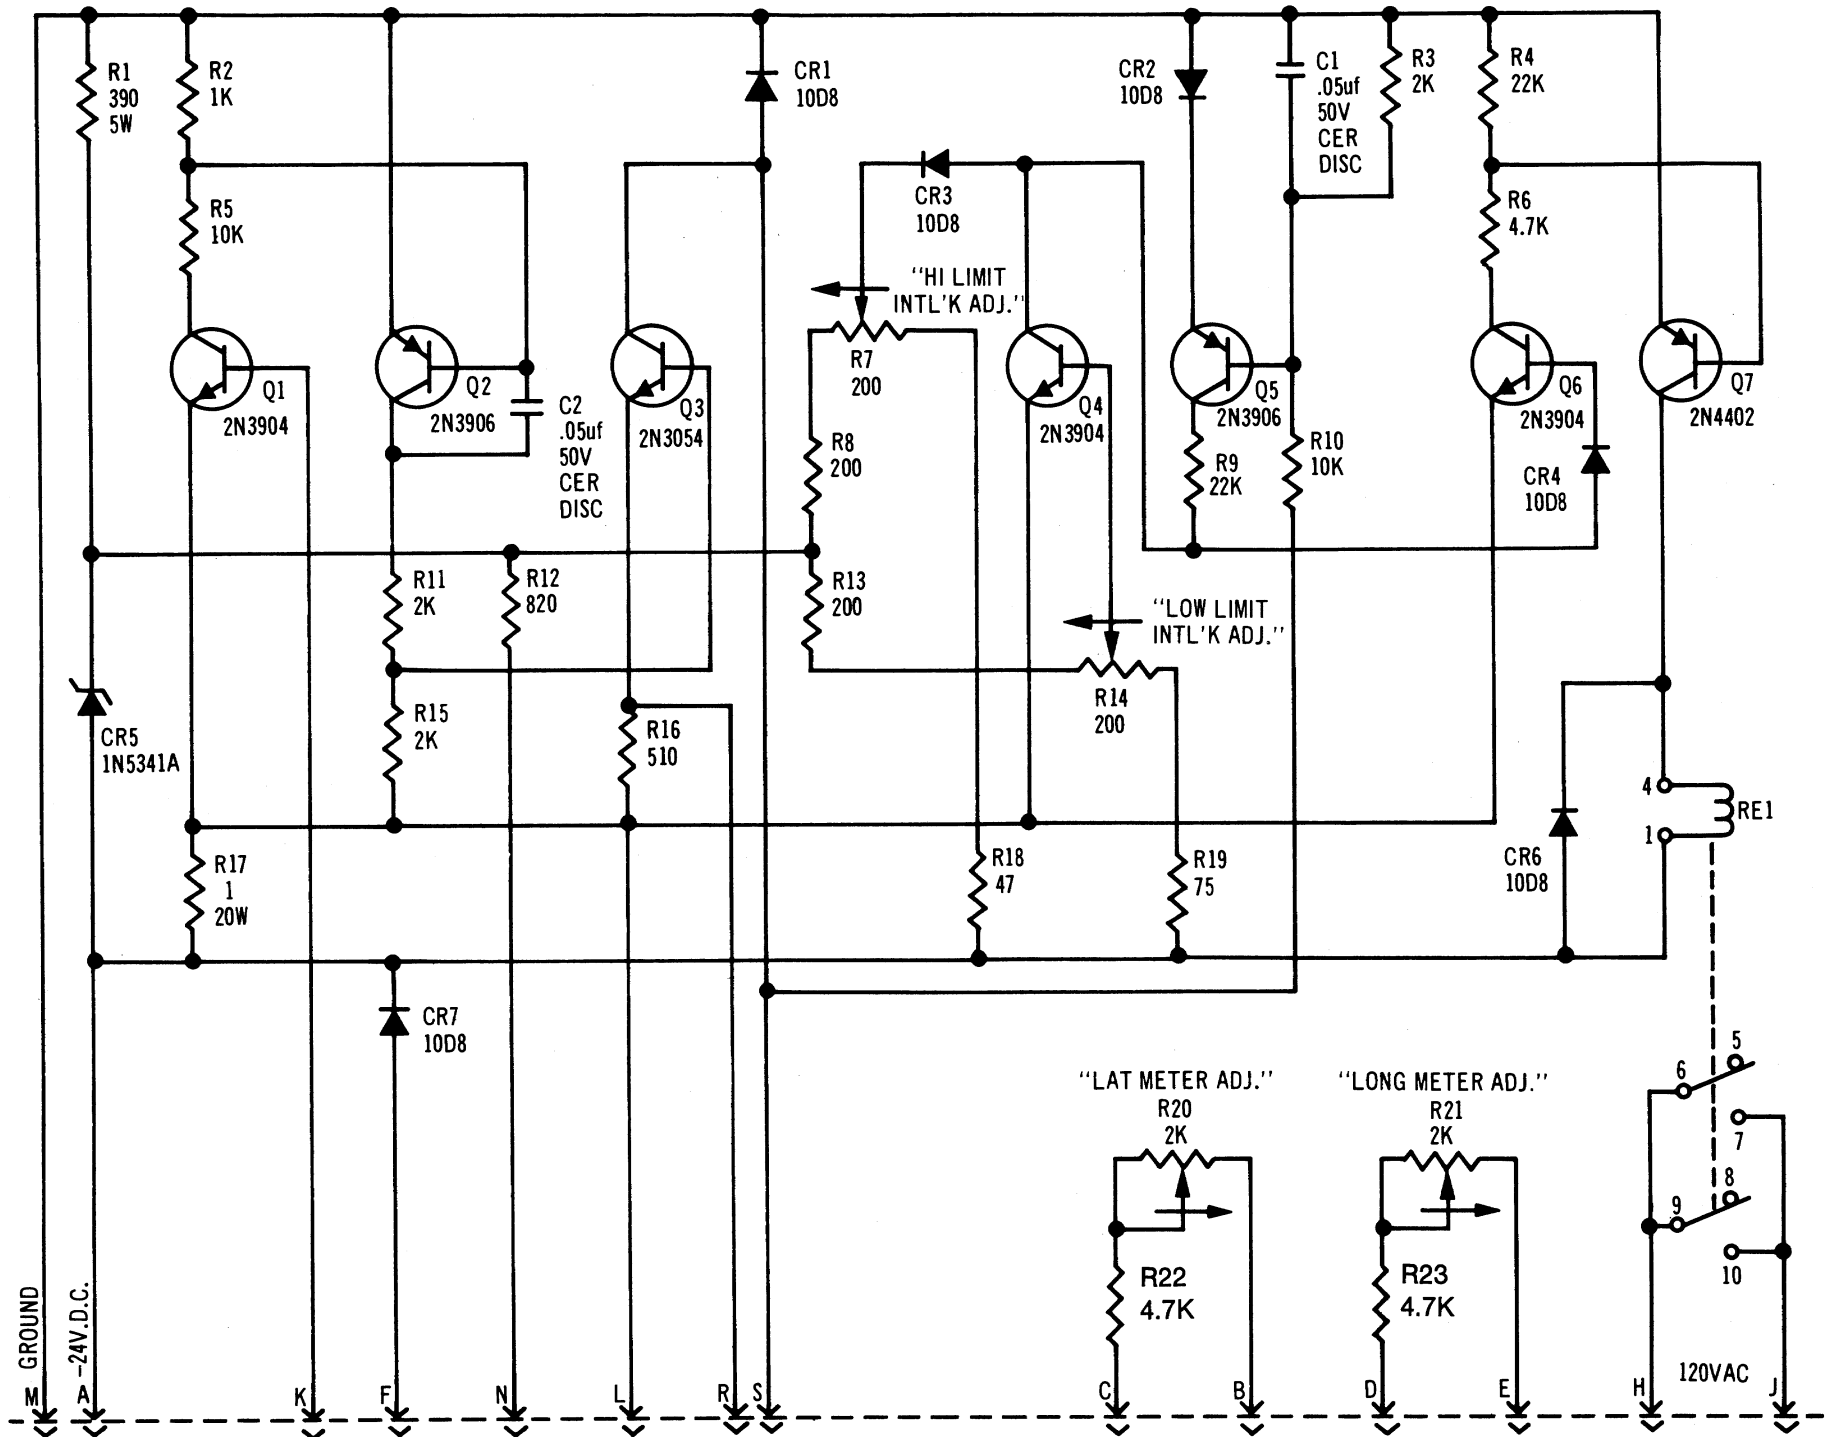 R1
390
5W
R2
1K
CR1
10D8
CR2
10D8
C1
.05uf
50V
CER
DISC
R3
2K
R4
22K
R5
10K
CR3
10D8
R6
4.7K
"HI LIMIT
INTL'K ADJ."
R7
200
Q1
2N3904
Q2
2N3906
C2
.05uf
50V
CER
DISC
Q3
2N3054
Q4
2N3904
Q5
2N3906
Q6
2N3904
Q7
2N4402
R8
200
R9
22K
R10
10K
CR4
10D8
R11
2K
R12
820
R13
200
"LOW LIMIT
INTL'K ADJ."
R14
200
CR5
1N5341A
R15
2K
R16
510
4
1
RE1
R17
1
20W
R18
47
R19
75
CR6
10D8
CR7
10D8
5
6
7
8
9
10
"LAT METER ADJ."
R20
2K
"LONG METER ADJ."
R21
2K
R22
4.7K
R23
4.7K
120VAC
GROUND
-24V.D.C.
M
A
K
F
N
L
R
S
C
B
D
E
H
J